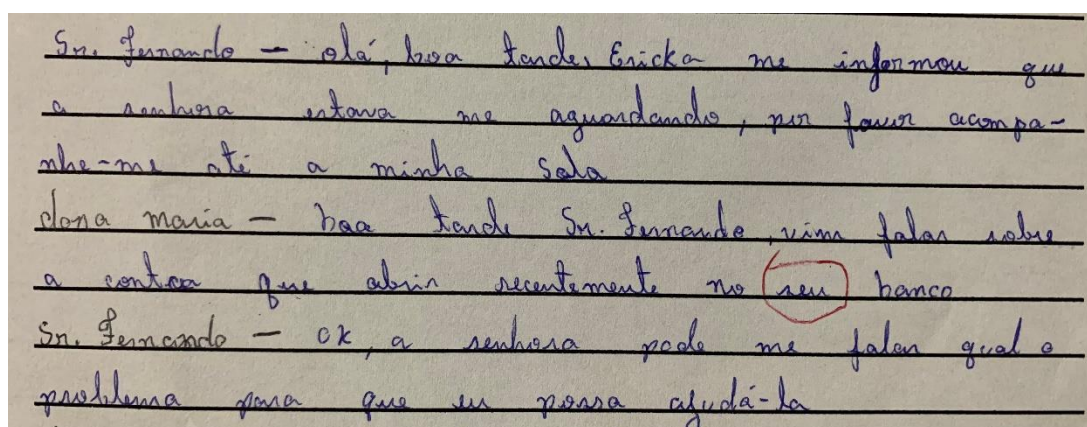 Sr. Fernando — olá, boa tarde, Ericka me informou que
a senhora estava me aguardando, por favor acompa-
nhe-me até a minha sala
dona maria — boa tarde Sr. Fernando, vim falar sobre
a conta que abrir recentemente no seu banco
Sr. Fernando — ok, a senhora pode me falar qual o
problema para que eu possa ajudá-la